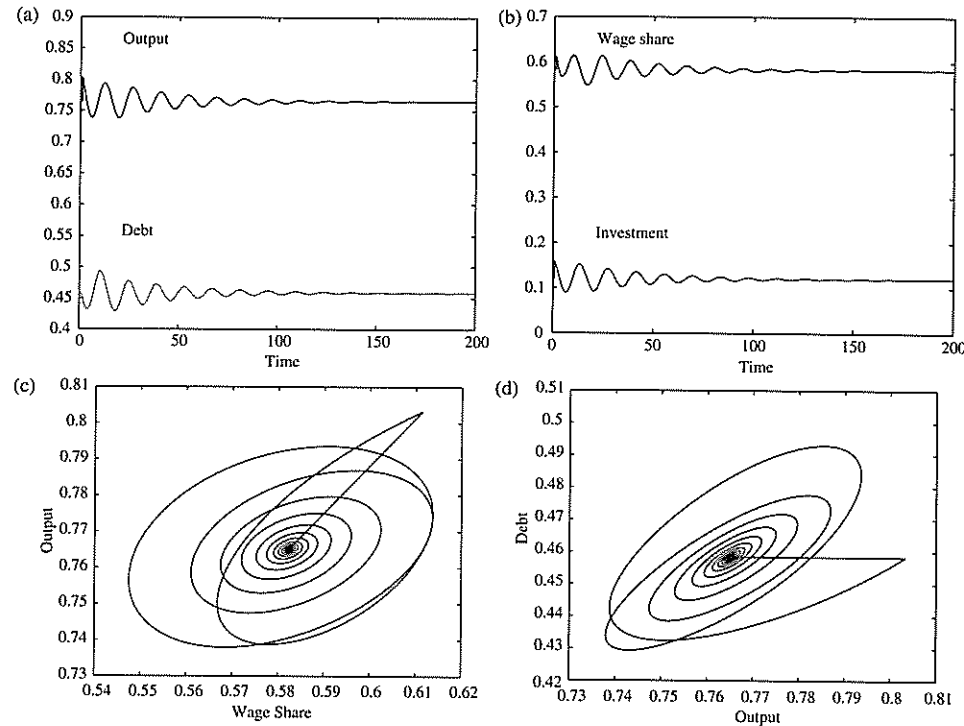 (a)
0.9
0.85
0.8
0.75
0.7
0.65
0.6
0.55
0.5
0.45
0.4
Output
Debt
0 50 100 150 200
Time
(b)
0.7
0.6
0.5
0.4
0.3
0.2
0.1
0
Wage share
Investment
0 50 100 150 200
Time
(c)
0.81
0.8
0.79
0.78
0.77
0.76
0.75
0.74
0.73
Output
0.54 0.55 0.56 0.57 0.58 0.59 0.6 0.61 0.62
Wage Share
(d)
0.51
0.5
0.49
0.48
0.47
0.46
0.45
0.44
0.43
0.42
Debt
0.73 0.74 0.75 0.76 0.77 0.78 0.79 0.8 0.81
Output